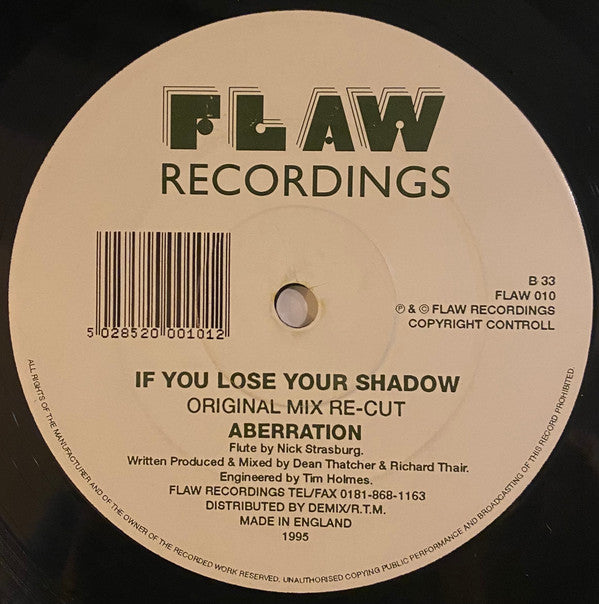 FLAW
RECORDINGS
B 33
FLAW 010
℗ & © FLAW RECORDINGS
COPYRIGHT CONTROLL
5 028520 001012
IF YOU LOSE YOUR SHADOW
ORIGINAL MIX RE-CUT
ABERRATION
Flute by Nick Strasburg.
Written Produced & Mixed by Dean Thatcher & Richard Thair.
Engineered by Tim Holmes.
FLAW RECORDINGS TEL/FAX 0181-868-1163
DISTRIBUTED BY DEMIX/R.T.M.
MADE IN ENGLAND
1995
ALL RIGHTS OF THE MANUFACTURER AND OF THE OWNER OF THE RECORDED WORK RESERVED. UNAUTHORISED COPYING PUBLIC PERFORMANCE AND BROADCASTING OF THIS RECORD PROHIBITED.